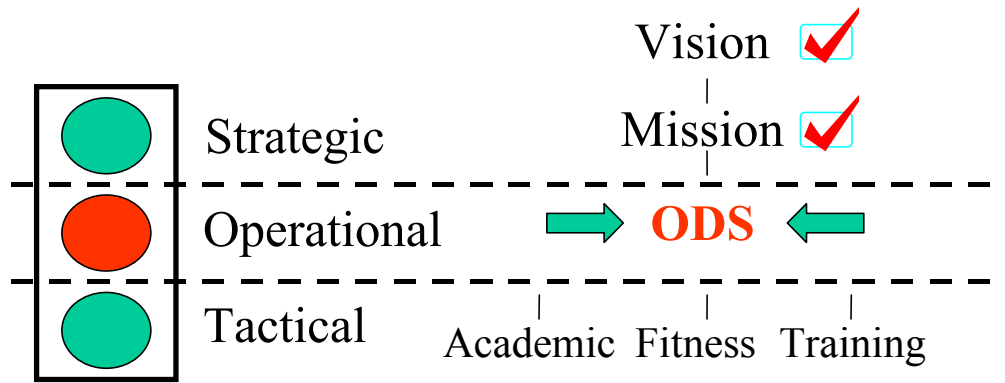 Vision
Strategic Mission
Operational ODS
Tactical
Academic Fitness Training